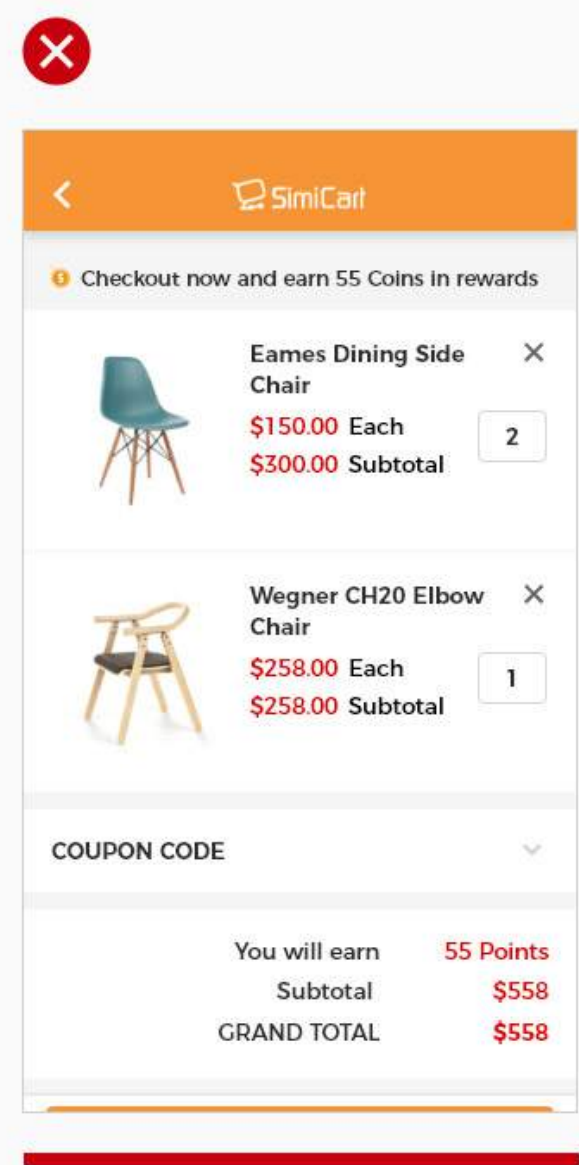 SimiCart
Checkout now and earn 55 Coins in rewards
Eames Dining Side
Chair
$150.00 Each
2
$300.00 Subtotal
Wegner CH20 Elbow
Chair
$258.00 Each
1
$258.00 Subtotal
COUPON CODE
You will earn 55 Points
Subtotal $558
GRAND TOTAL $558